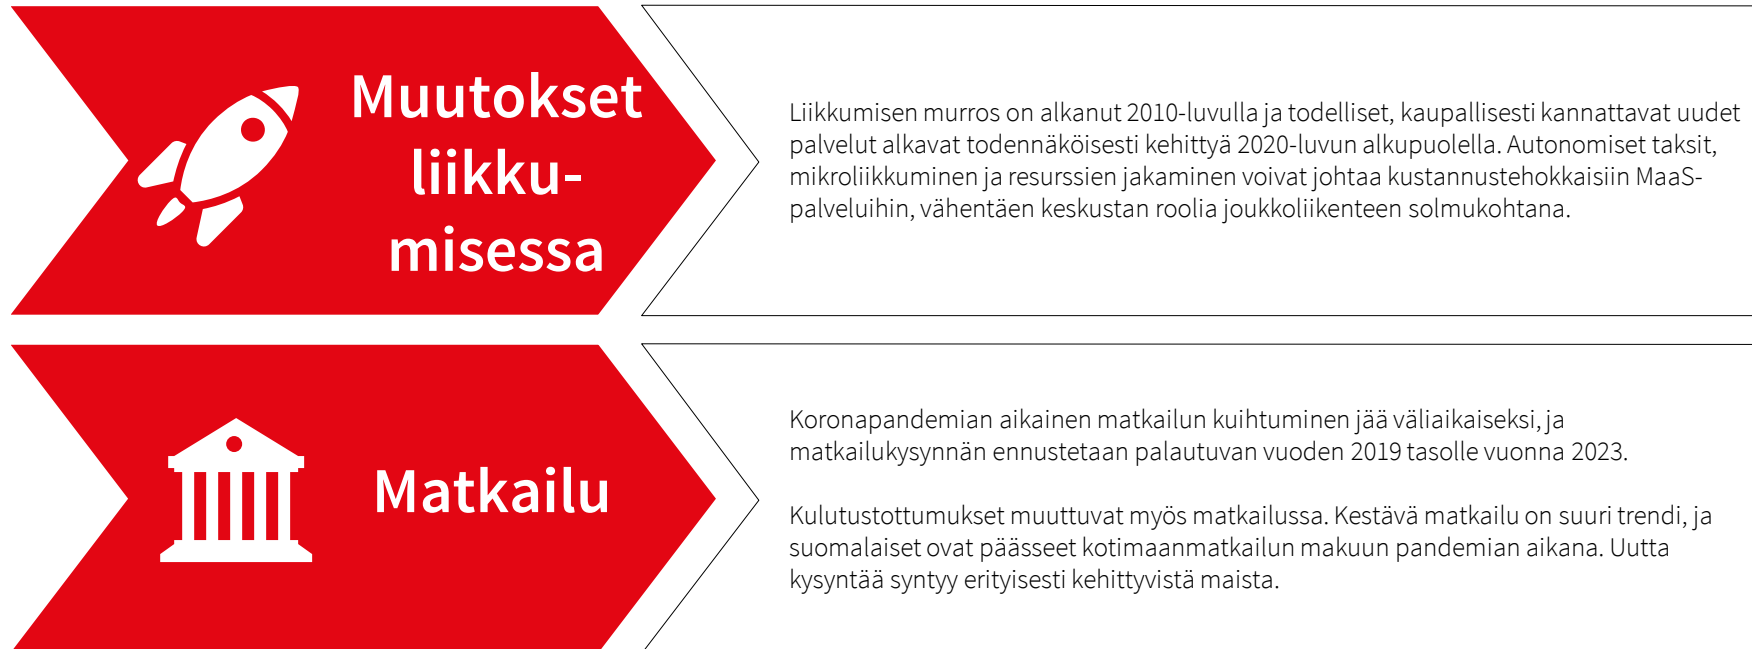 Muutokset
liikku-
misessa
Liikkumisen murros on alkanut 2010-luvulla ja todelliset, kaupallisesti kannattavat uudet
palvelut alkavat todennäköisesti kehittyä 2020-luvun alkupuolella. Autonomiset taksit,
mikroliikkuminen ja resurssien jakaminen voivat johtaa kustannustehokkaisiin MaaS-
palveluihin, vähentäen keskustan roolia joukkoliikenteen solmukohtana.
Matkailu
Koronapandemian aikainen matkailun kuihtuminen jää väliaikaiseksi, ja
matkailukysynnän ennustetaan palautuvan vuoden 2019 tasolle vuonna 2023.
Kulutustottumukset muuttuvat myös matkailussa. Kestävä matkailu on suuri trendi, ja
suomalaiset ovat päässeet kotimaanmatkailun makuun pandemian aikana. Uutta
kysyntää syntyy erityisesti kehittyvistä maista.